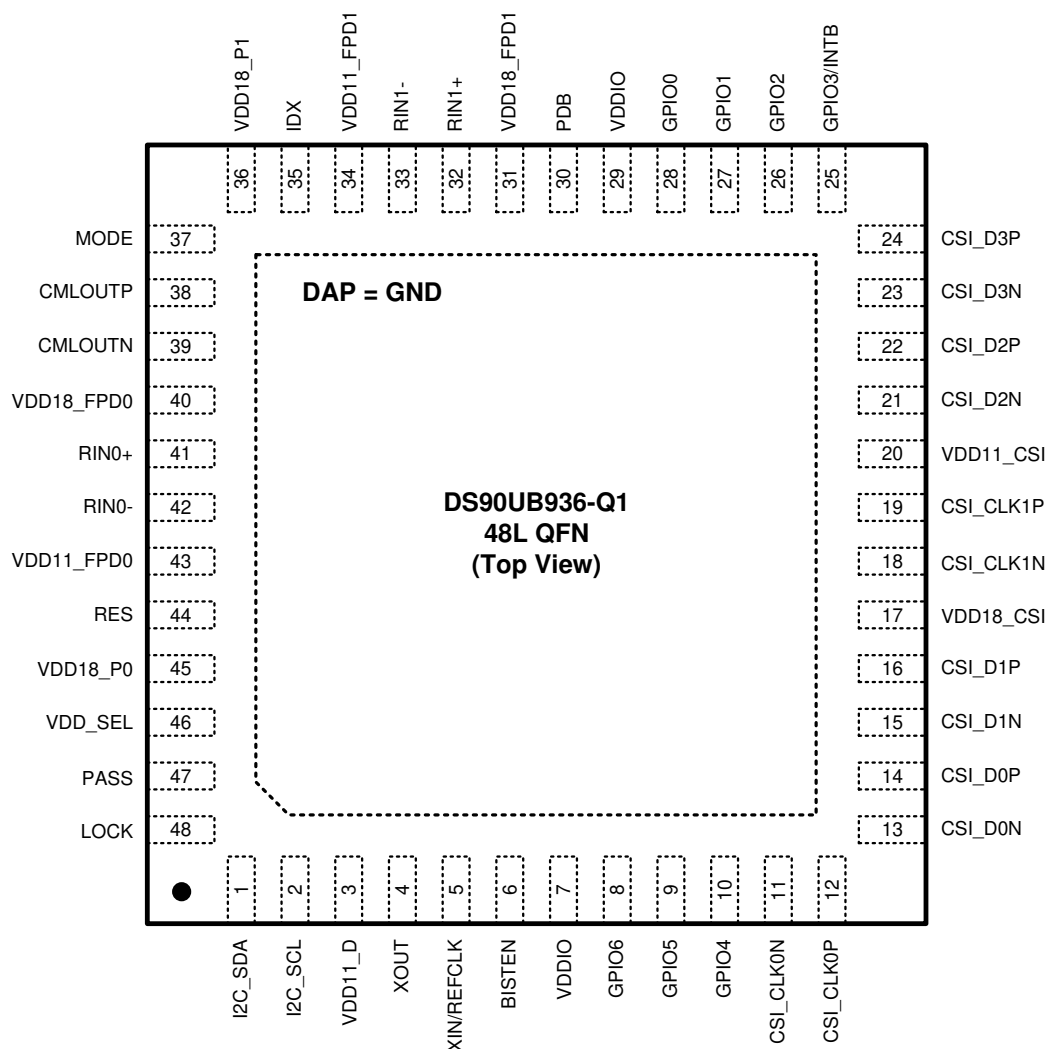 VDD18_P1
IDX
VDD11_FPD1
RIN1-
RIN1+
VDD18_FPD1
PDB
VDDIO
GPIO0
GPIO1
GPIO2
GPIO3/INTB
36
35
34
33
32
31
30
29
28
27
26
25
MODE 37
CMLOUTP 38
CMLOUTN 39
VDD18_FPD0 40
RIN0+ 41
RIN0- 42
VDD11_FPD0 43
RES 44
VDD18_P0 45
VDD_SEL 46
PASS 47
LOCK 48
DAP = GND
DS90UB936-Q1
48L QFN
(Top View)
24 CSI_D3P
23 CSI_D3N
22 CSI_D2P
21 CSI_D2N
20 VDD11_CSI
19 CSI_CLK1P
18 CSI_CLK1N
17 VDD18_CSI
16 CSI_D1P
15 CSI_D1N
14 CSI_D0P
13 CSI_D0N
1
2
3
4
5
6
7
8
9
10
11
12
I2C_SDA
I2C_SCL
VDD11_D
XOUT
XIN/REFCLK
BISTEN
VDDIO
GPIO6
GPIO5
GPIO4
CSI_CLK0N
CSI_CLK0P